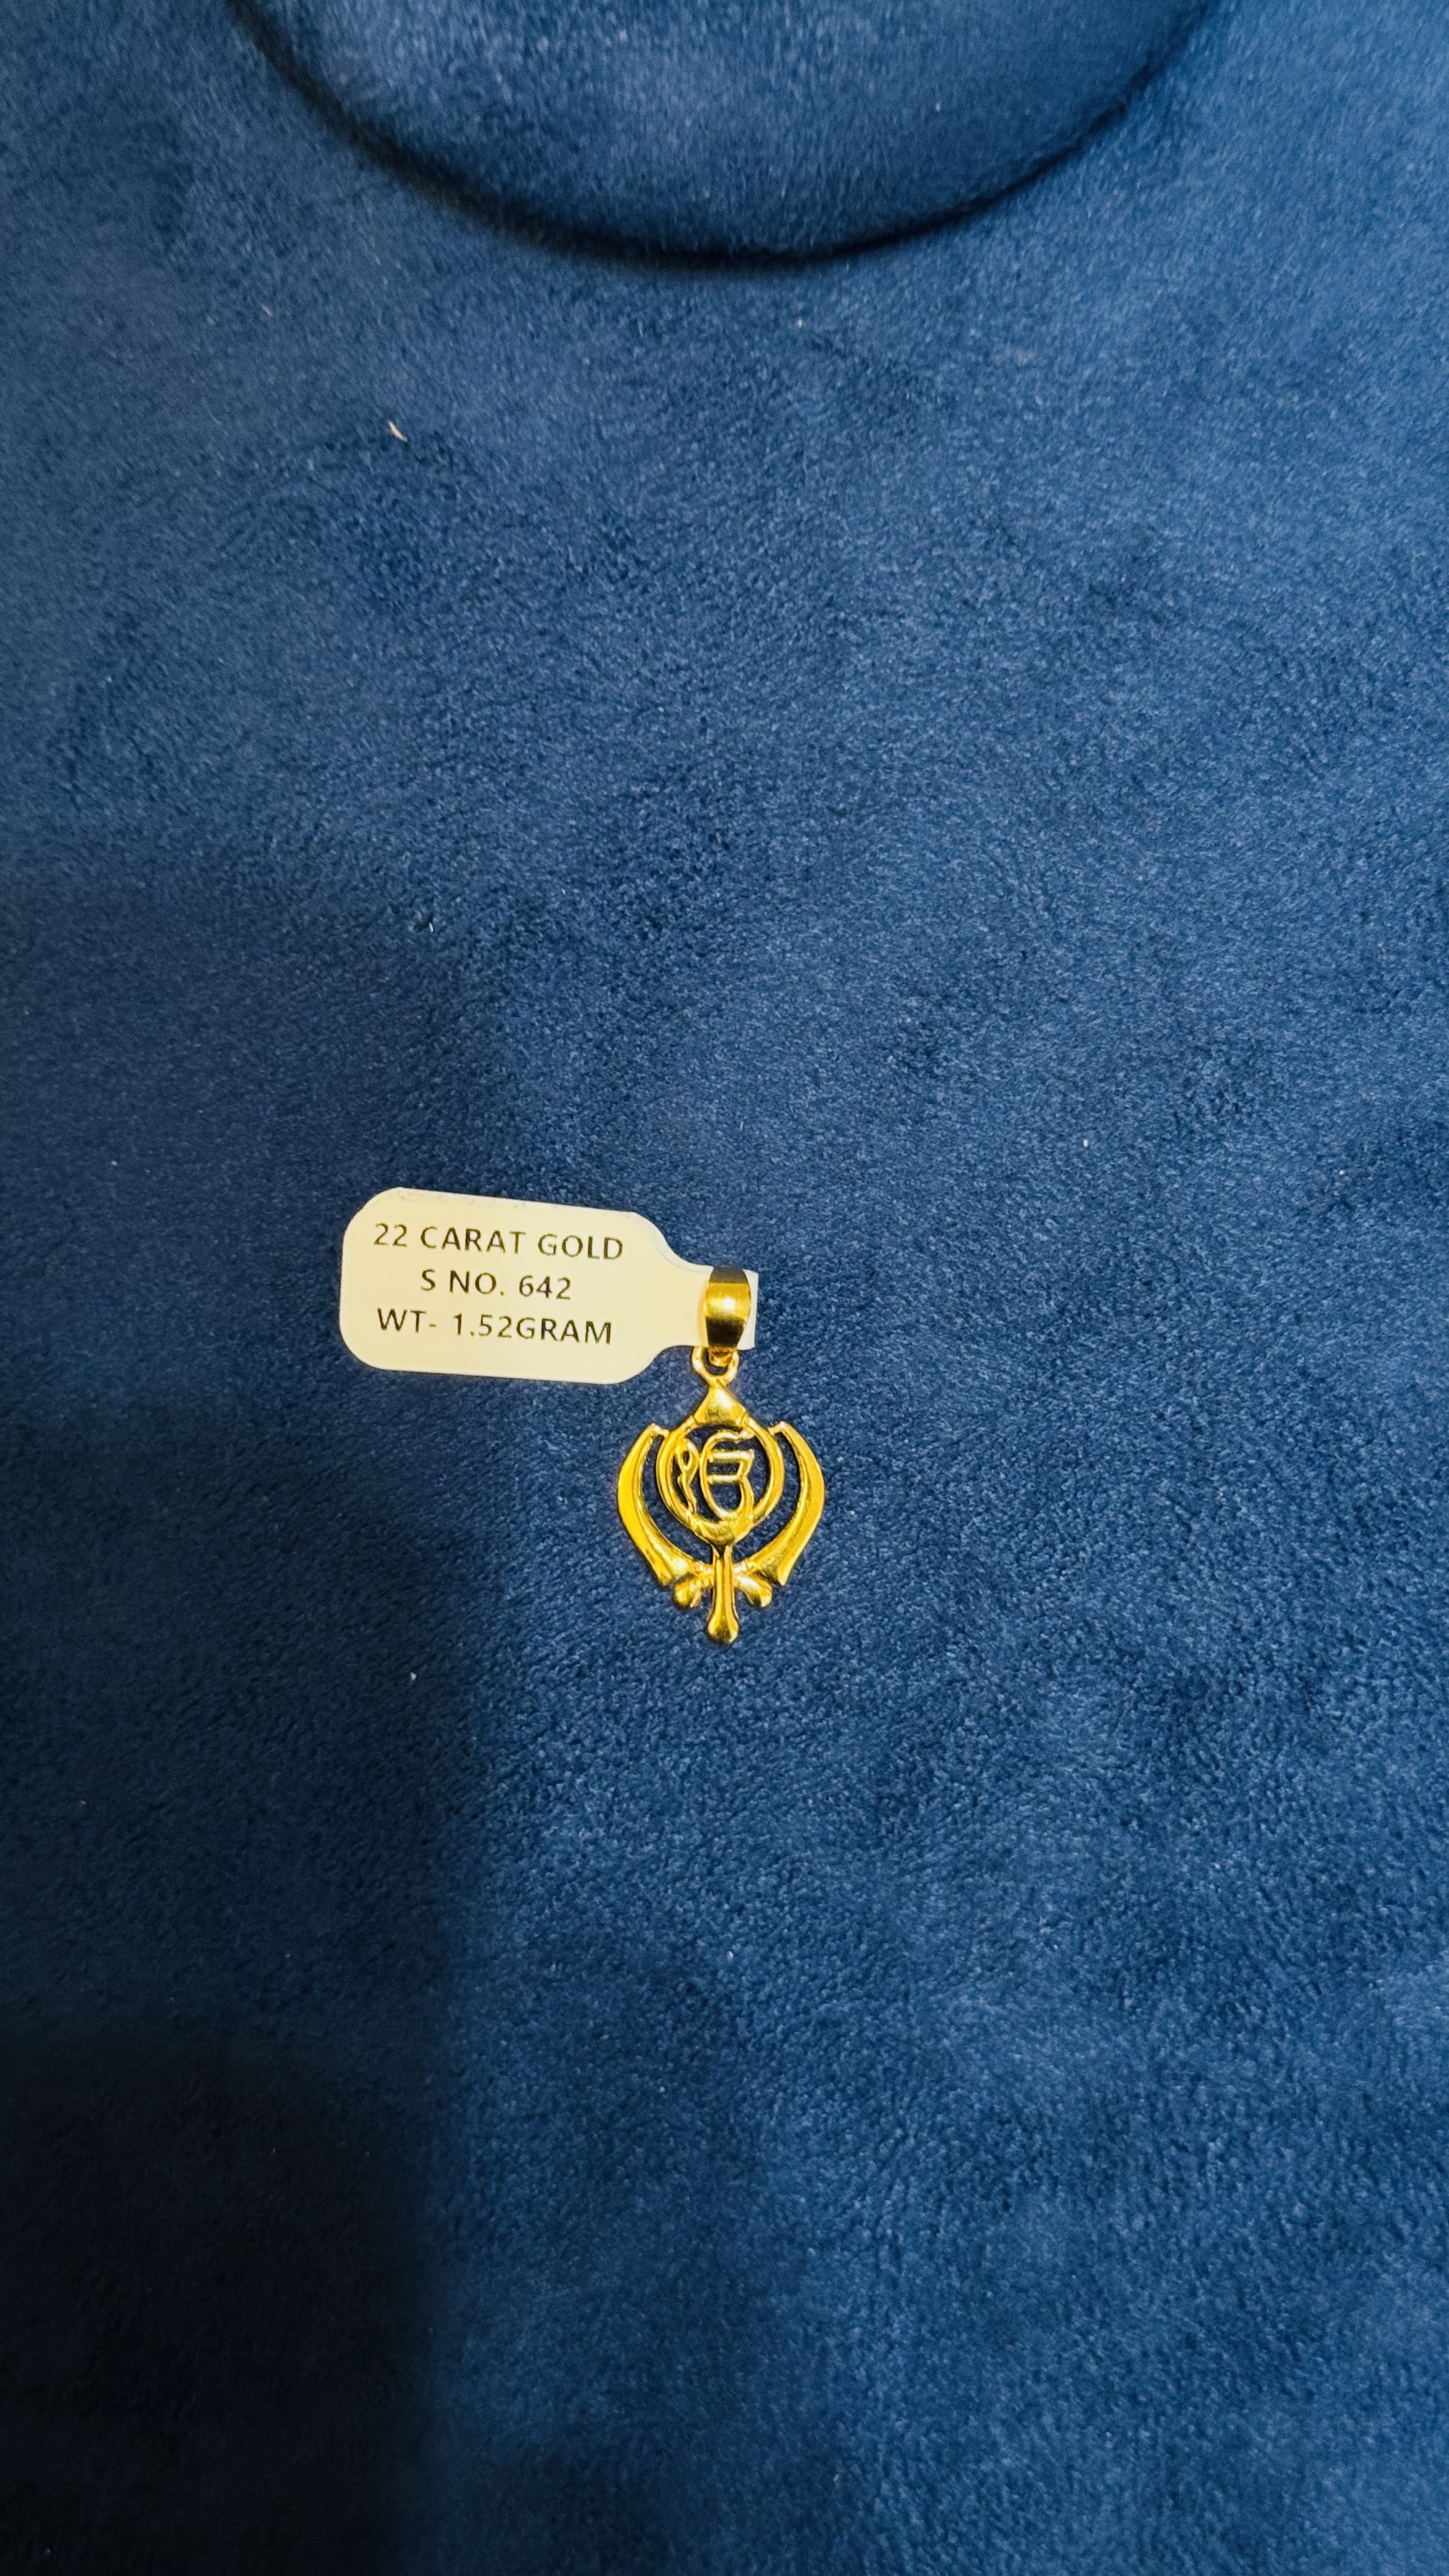 22 CARAT GOLD
S NO. 642
WT- 1.52GRAM
ੴ